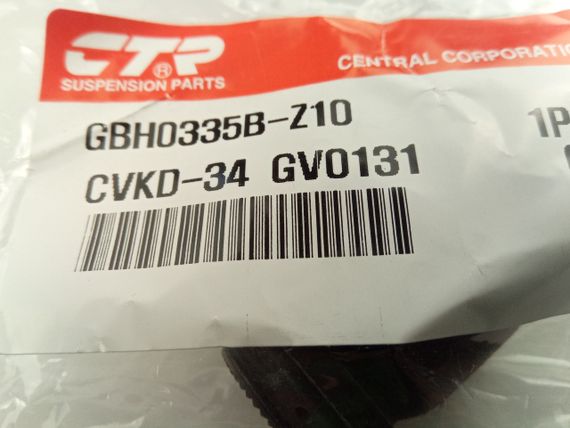 CTR®
SUSPENSION PARTS
CENTRAL CORPORATIO
GBH0335B-Z10
1P
CVKD-34 GV0131